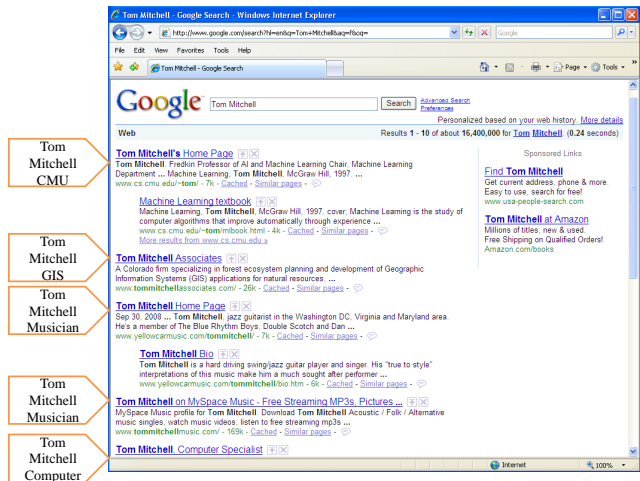 Tom Mitchell - Google Search - Windows Internet Explorer
http://www.google.com/search?hl=en&q=Tom+Mitchell&aq=f&oq=
Google
File Edit View Favorites Tools Help
Tom Mitchell - Google Search
Page Tools
Google Tom Mitchell Search Advanced Search
Preferences
Personalized based on your web history. More details
Web Results 1 - 10 of about 16,400,000 for Tom Mitchell. (0.24 seconds)
Tom
Mitchell
CMU
Tom Mitchell's Home Page
Tom Mitchell. Fredkin Professor of AI and Machine Learning Chair, Machine Learning
Department ... Machine Learning, Tom Mitchell, McGraw Hill, 1997. ...
www.cs.cmu.edu/~tom/ - 7k - Cached - Similar pages -
Machine Learning textbook
Machine Learning, Tom Mitchell, McGraw Hill, 1997. cover; Machine Learning is the study of
computer algorithms that improve automatically through experience ...
www.cs.cmu.edu/~tom/mlbook.html - 4k - Cached - Similar pages -
More results from www.cs.cmu.edu »
Tom
Mitchell
GIS
Tom Mitchell Associates
A Colorado firm specializing in forest ecosystem planning and development of Geographic
Information Systems (GIS) applications for natural resources, ...
www.tommitchellassociates.com/ - 26k - Cached - Similar pages -
Tom
Mitchell
Musician
Tom Mitchell Home Page
Sep 30, 2008 ... Tom Mitchell, jazz guitarist in the Washington DC, Virginia and Maryland area.
He's a member of The Blue Rhythm Boys, Double Scotch and Dan ...
www.yellowcarmusic.com/tommitchell/ - 7k - Cached - Similar pages -
Tom Mitchell Bio
Tom Mitchell is a hard driving swing/jazz guitar player and singer. His "true to style"
interpretations of this music make him a much sought after performer ...
www.yellowcarmusic.com/tommitchell/bio.htm - 6k - Cached - Similar pages -
Tom
Mitchell
Musician
Tom Mitchell on MySpace Music - Free Streaming MP3s, Pictures ...
MySpace Music profile for Tom Mitchell. Download Tom Mitchell Acoustic / Folk / Alternative
music singles, watch music videos, listen to free streaming mp3s ...
www.tommitchellmusic.com/ - 169k - Cached - Similar pages -
Tom
Mitchell
Computer
Tom Mitchell, Computer Specialist
Sponsored Links
Find Tom Mitchell
Get current address, phone & more.
Easy to use, search for free!
www.usa-people-search.com
Tom Mitchell at Amazon
Millions of titles, new & used.
Free Shipping on Qualified Orders!
Amazon.com/books
Internet 100%